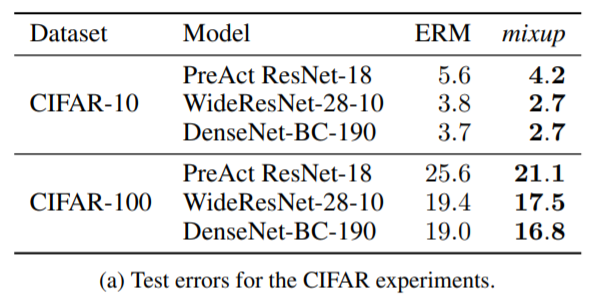 Dataset Model ERM mixup
PreAct ResNet-18 5.6 4.2
CIFAR-10 WideResNet-28-10 3.8 2.7
DenseNet-BC-190 3.7 2.7
PreAct ResNet-18 25.6 21.1
CIFAR-100 WideResNet-28-10 19.4 17.5
DenseNet-BC-190 19.0 16.8
(a) Test errors for the CIFAR experiments.